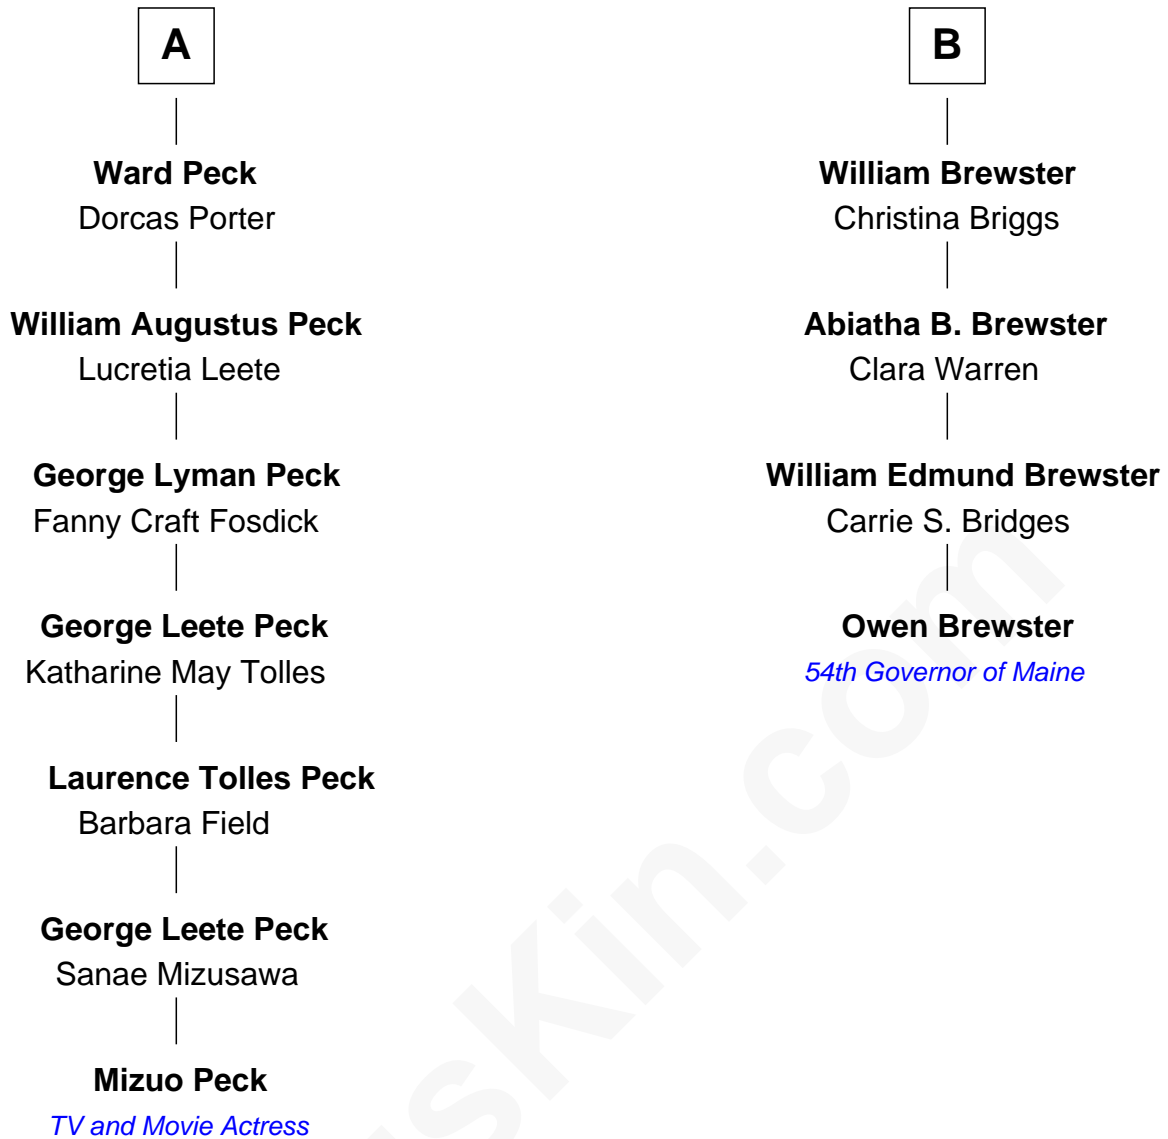 A
Ward Peck
Dorcas Porter
William Augustus Peck
Lucretia Leete
George Lyman Peck
Fanny Craft Fosdick
George Leete Peck
Katharine May Tolles
Laurence Tolles Peck
Barbara Field
George Leete Peck
Sanae Mizusawa
Mizuo Peck
TV and Movie Actress
B
William Brewster
Christina Briggs
Abiatha B. Brewster
Clara Warren
William Edmund Brewster
Carrie S. Bridges
Owen Brewster
54th Governor of Maine
sKin.com